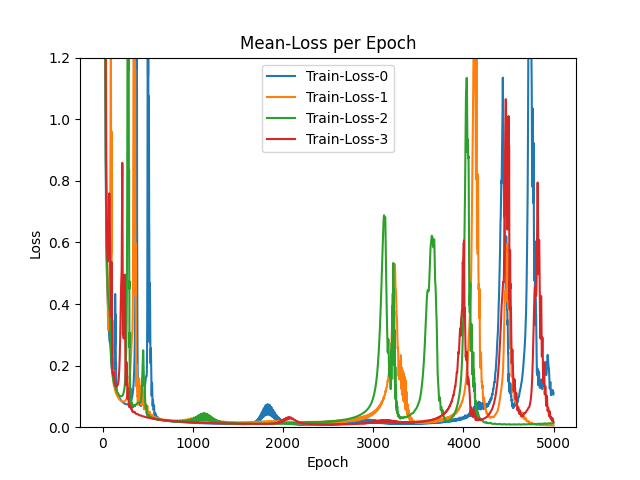 Mean-Loss per Epoch
1.2
1.0
0.8
0.6
0.4
0.2
0.0
Loss
Train-Loss-0
Train-Loss-1
Train-Loss-2
Train-Loss-3
0 1000 2000 3000 4000 5000
Epoch